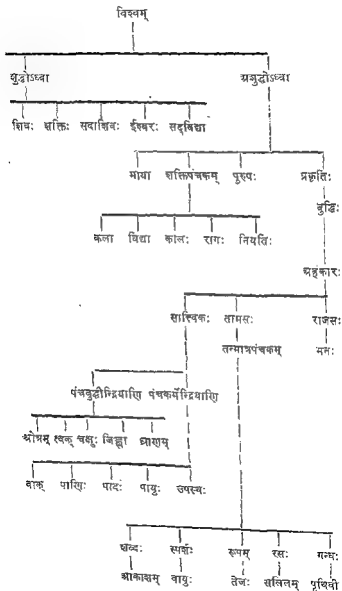 विश्वम्
शुद्धोऽध्वा अशुद्धोऽध्वा
शिवः शक्तिः सदाशिवः ईश्वरः सद्विद्या
माया शक्तिपंचकम् पुरुषः प्रकृतिः
बुद्धिः
कला विद्या कालः रागः नियतिः
अहंकारः
सात्त्विकः तामसः राजसः
तन्मात्रपंचकम् मनः
पंचबुद्धीन्द्रियाणि पंचकर्मेन्द्रियाणि
श्रोत्रम् त्वक् चक्षुः जिह्वा घ्राणम्
वाक् पाणिः पादः पायुः उपस्थः
शब्दः स्पर्शः रूपम् रसः गन्धः
आकाशम् वायुः तेजः सलिलम् पृथिवी